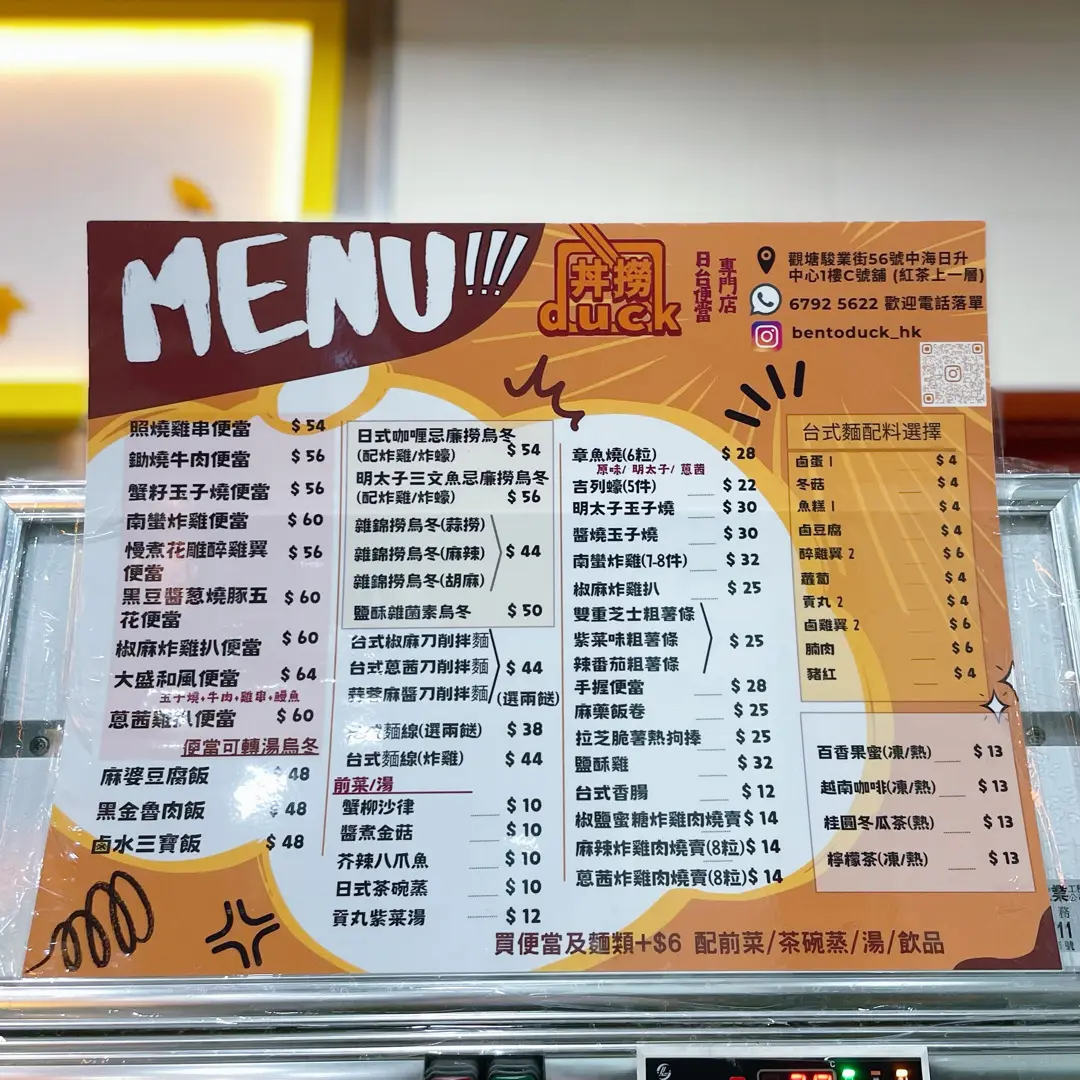 MENU!!!
丼撈
duck
日台便當
專門店
觀塘駿業街56號中海日升
中心1樓C號舖 (紅茶上一層)
6792 5622 歡迎電話落單
bentoduck_hk
照燒雞串便當 $54
鋤燒牛肉便當 $56
蟹籽玉子燒便當 $56
南蠻炸雞便當 $60
慢煮花雕醉雞翼 $56
便當
黑豆醬蔥燒豚五 $60
花便當
椒麻炸雞扒便當 $60
大盛和風便當 $64
玉子燒+牛肉+雞串+鰻魚
蔥茜雞扒便當 $60
便當可轉湯烏冬
麻婆豆腐飯 $48
黑金魯肉飯 $48
鹵水三寶飯 $48
日式咖喱忌廉撈烏冬
(配炸雞/炸蠔) $54
明太子三文魚忌廉撈烏冬
(配炸雞/炸蠔) $56
雜錦撈烏冬(蒜撈)
雜錦撈烏冬(麻辣) $44
雜錦撈烏冬(胡麻)
鹽酥雜菌素烏冬 $50
台式椒麻刀削拌麵
台式蔥茜刀削拌麵 $44
蒜蓉麻醬刀削拌麵 (選兩餸)
式麵線(選兩餸) $38
台式麵線(炸雞) $44
前菜/湯
蟹柳沙律 $10
醬煮金菇 $10
芥辣八爪魚 $10
日式茶碗蒸 $10
貢丸紫菜湯 $12
章魚燒(6粒) $28
原味/ 明太子/ 蔥茜
吉列蠔(5件) $22
明太子玉子燒 $30
醬燒玉子燒 $30
南蠻炸雞(7-8件) $32
椒麻炸雞扒 $25
雙重芝士粗薯條
紫菜味粗薯條 $25
辣番茄粗薯條
手握便當 $28
麻藥飯卷 $25
拉芝脆薯熱狗捧 $25
鹽酥雞 $32
台式香腸 $12
椒鹽蜜糖炸雞肉燒賣 $14
麻辣炸雞肉燒賣(8粒) $14
蔥茜炸雞肉燒賣(8粒) $14
台式麵配料選擇
鹵蛋1 $4
冬菇 $4
魚糕1 $4
鹵豆腐 $4
醉雞翼 2 $6
蘿蔔 $4
貢丸 2 $4
鹵雞翼 2 $6
腩肉 $6
豬紅 $4
百香果蜜(凍/熱) $13
越南咖啡(凍/熱) $13
桂圓冬瓜茶(熱) $13
檸檬茶(凍/熱) $13
買便當及麵類+$6 配前菜/茶碗蒸/湯/飲品